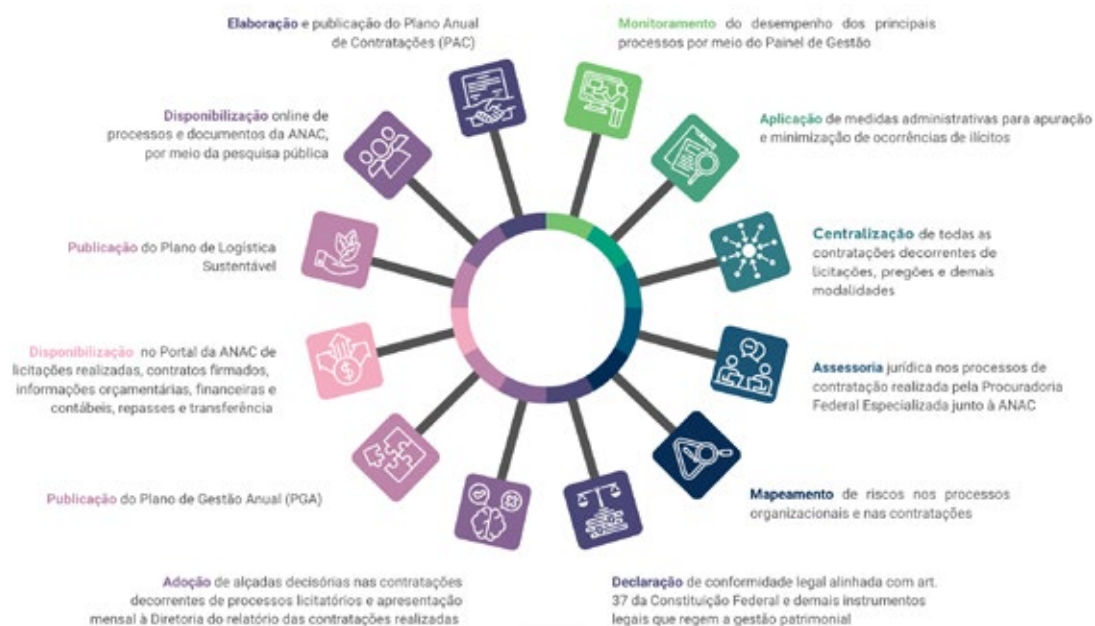 Elaboração e publicação do Plano Anual
de Contratações (PAC)
Monitoramento do desempenho dos principais
processos por meio do Painel de Gestão
Disponibilização online de
processos e documentos da ANAC,
por meio da pesquisa pública
Aplicação de medidas administrativas para apuração
e minimização de ocorrências de ilícitos
Publicação do Plano de Logística
Sustentável
Centralização de todas as
contratações decorrentes de
licitações, pregões e demais
modalidades
Disponibilização no Portal da ANAC de
licitações realizadas, contratos firmados,
informações orçamentárias, financeiras e
contábeis, repasses e transferência
Assessoria jurídica nos processos de
contratação realizada pela Procuradoria
Federal Especializada junto à ANAC
Publicação do Plano de Gestão Anual (PGA)
Mapeamento de riscos nos processos
organizacionais e nas contratações
Adoção de alçadas decisórias nas contratações
decorrentes de processos licitatórios e apresentação
mensal à Diretoria do relatório das contratações realizadas
Declaração de conformidade legal alinhada com art.
37 da Constituição Federal e demais instrumentos
legais que regem a gestão patrimonial